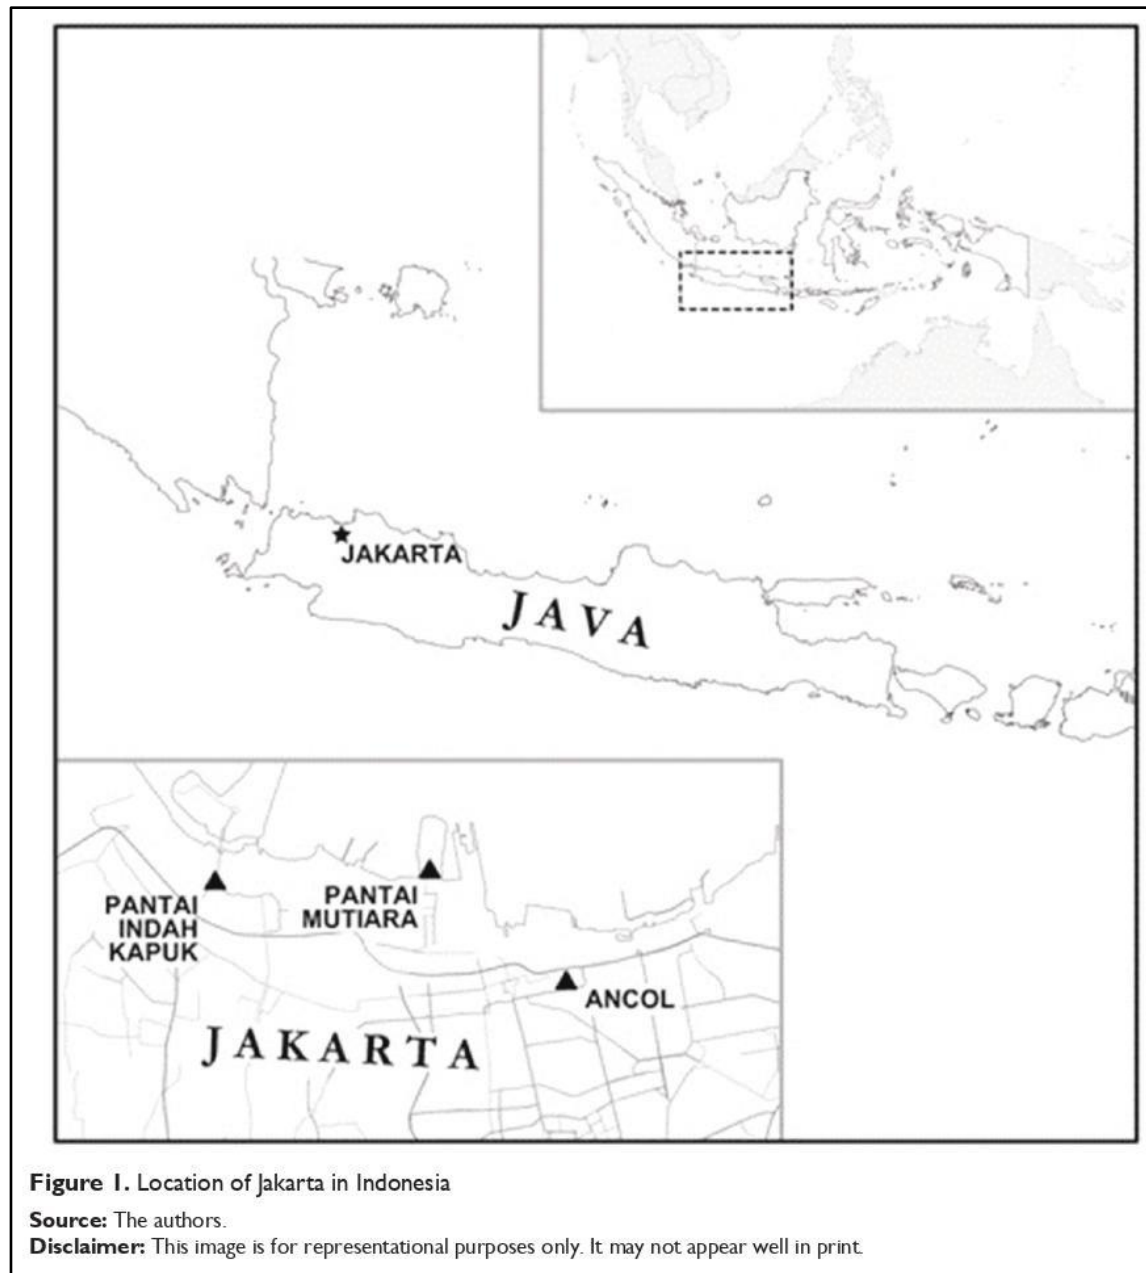 JAKARTA
JAVA
PANTAI
INDAH
KAPUK
PANTAI
MUTIARA
ANCOL
JAKARTA
Figure 1. Location of Jakarta in Indonesia
Source: The authors.
Disclaimer: This image is for representational purposes only. It may not appear well in print.